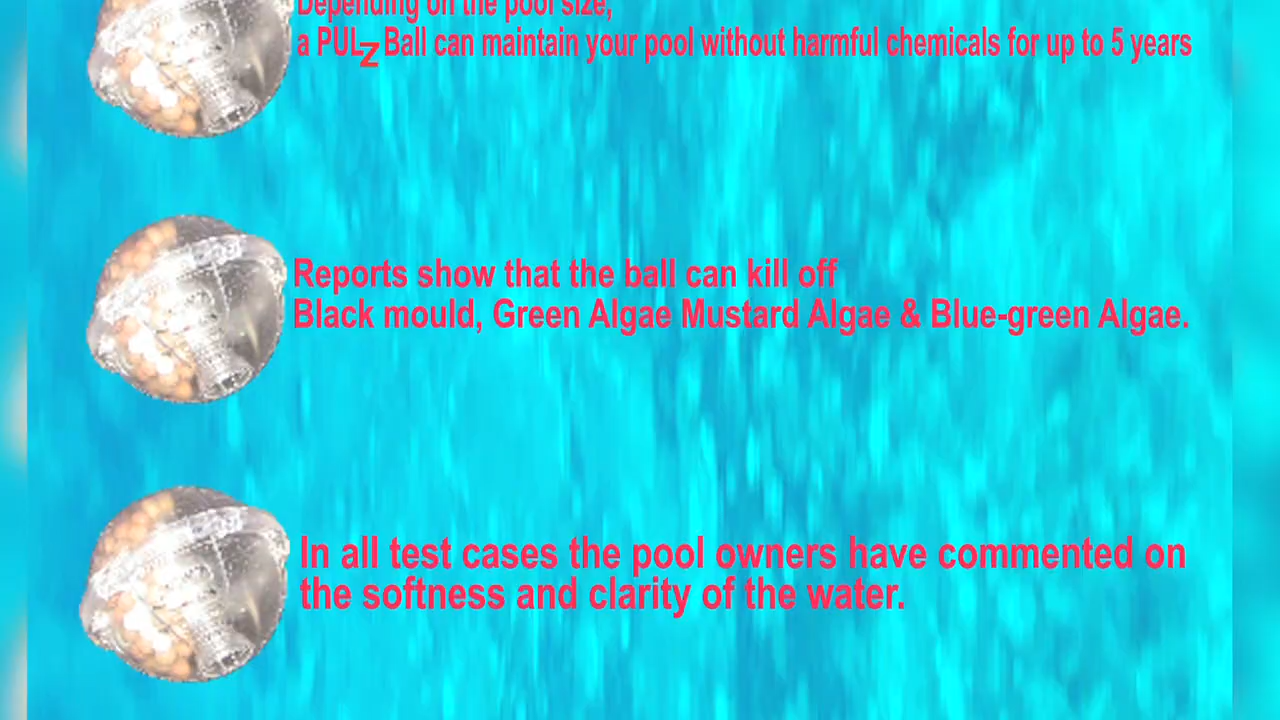 Depending on the pool size,
a PULZ Ball can maintain your pool without harmful chemicals for up to 5 years
Reports show that the ball can kill off
Black mould, Green Algae Mustard Algae & Blue-green Algae.
In all test cases the pool owners have commented on
the softness and clarity of the water.